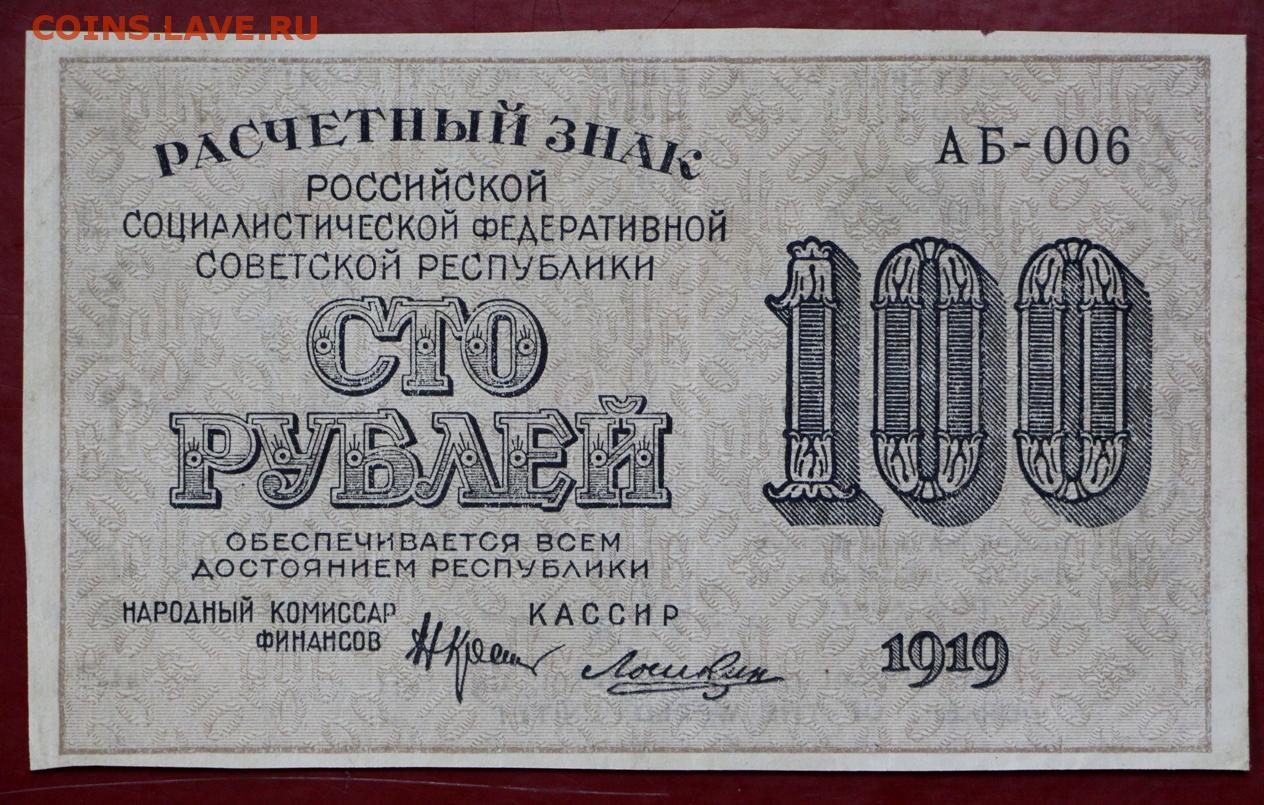 COINS.LAVE.RU
РАСЧЕТНЫЙ ЗНАК
АБ-006
РОССИЙСКОЙ
СОЦИАЛИСТИЧЕСКОЙ ФЕДЕРАТИВНОЙ
СОВЕТСКОЙ РЕСПУБЛИКИ
СТО
РУБЛЕЙ
100
ОБЕСПЕЧИВАЕТСЯ ВСЕМ
ДОСТОЯНИЕМ РЕСПУБЛИКИ
НАРОДНЫЙ КОМИССАР
ФИНАНСОВ
КАССИР
1919